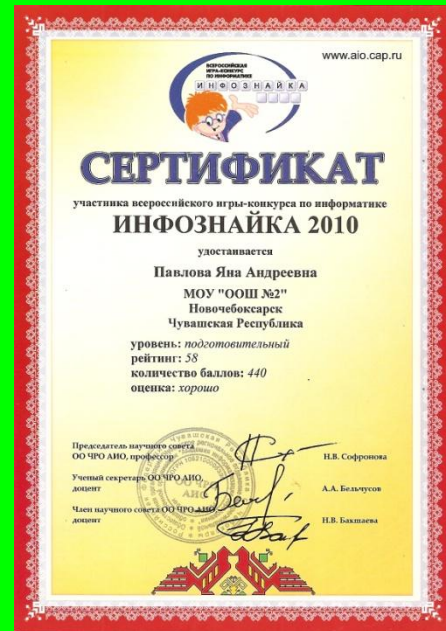 www.aio.cap.ru
ВСЕРОССИЙСКАЯ
ИГРА-КОНКУРС
ПО ИНФОРМАТИКЕ
ИНФОЗНАЙКА
СЕРТИФИКАТ
участника всероссийского игры-конкурса по информатике
ИНФОЗНАЙКА 2010
удостаивается
Павлова Яна Андреевна
МОУ "ООШ №2"
Новочебоксарск
Чувашская Республика
уровень: подготовительный
рейтинг: 58
количество баллов: 440
оценка: хорошо
Председатель научного совета
ОО ЧРО АИО, профессор
Н.В. Софронова
Ученый секретарь ОО ЧРО АИО,
доцент
А.А. Бельчусов
Член научного совета ОО ЧРО АИО
доцент
Н.В. Бакшаева